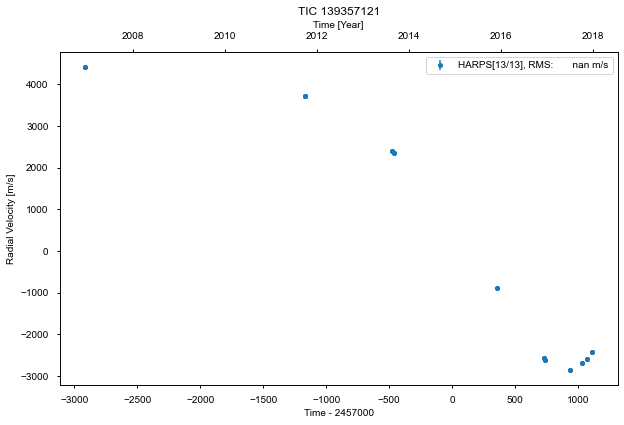 TIC 139357121
Time [Year]
2008 2010 2012 2014 2016 2018
HARPS[13/13], RMS: nan m/s
4000
3000
2000
1000
0
−1000
−2000
−3000
Radial Velocity [m/s]
−3000 −2500 −2000 −1500 −1000 −500 0 500 1000
Time - 2457000